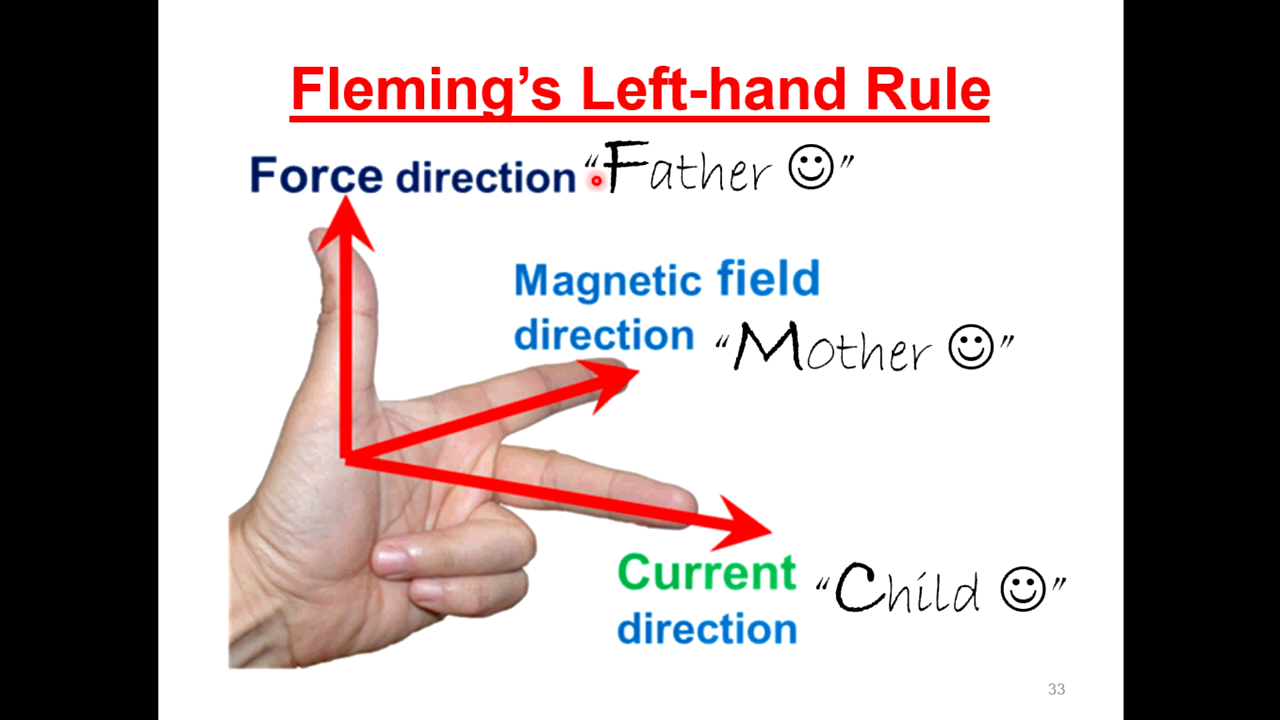 Fleming's Left-hand Rule
Force direction "Father ☺"
Magnetic field
direction "Mother ☺"
Current
direction "Child ☺"
33